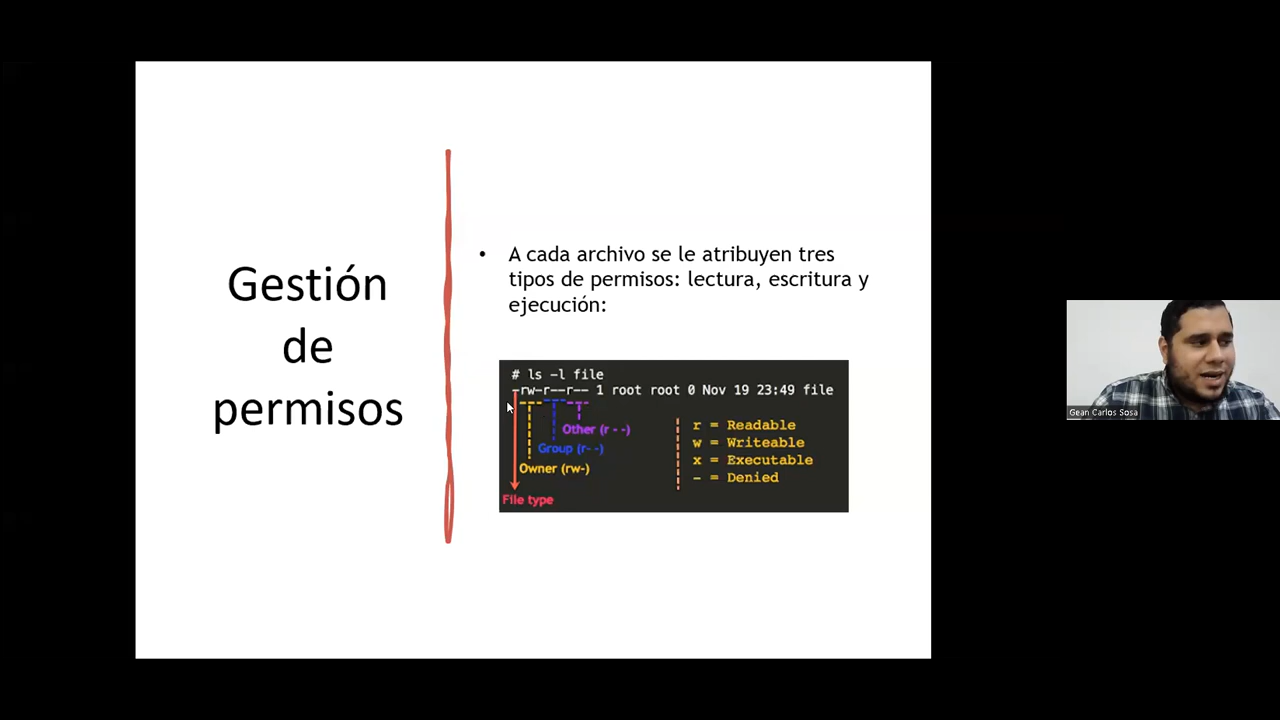 Gestión
de
permisos
• A cada archivo se le atribuyen tres
tipos de permisos: lectura, escritura y
ejecución:
# ls -l file
-rw-r--r-- 1 root root 0 Nov 19 23:49 file
Other (r - -)
Group (r- -)
Owner (rw-)
File type
r = Readable
w = Writeable
x = Executable
- = Denied
Gean Carlos Sosa